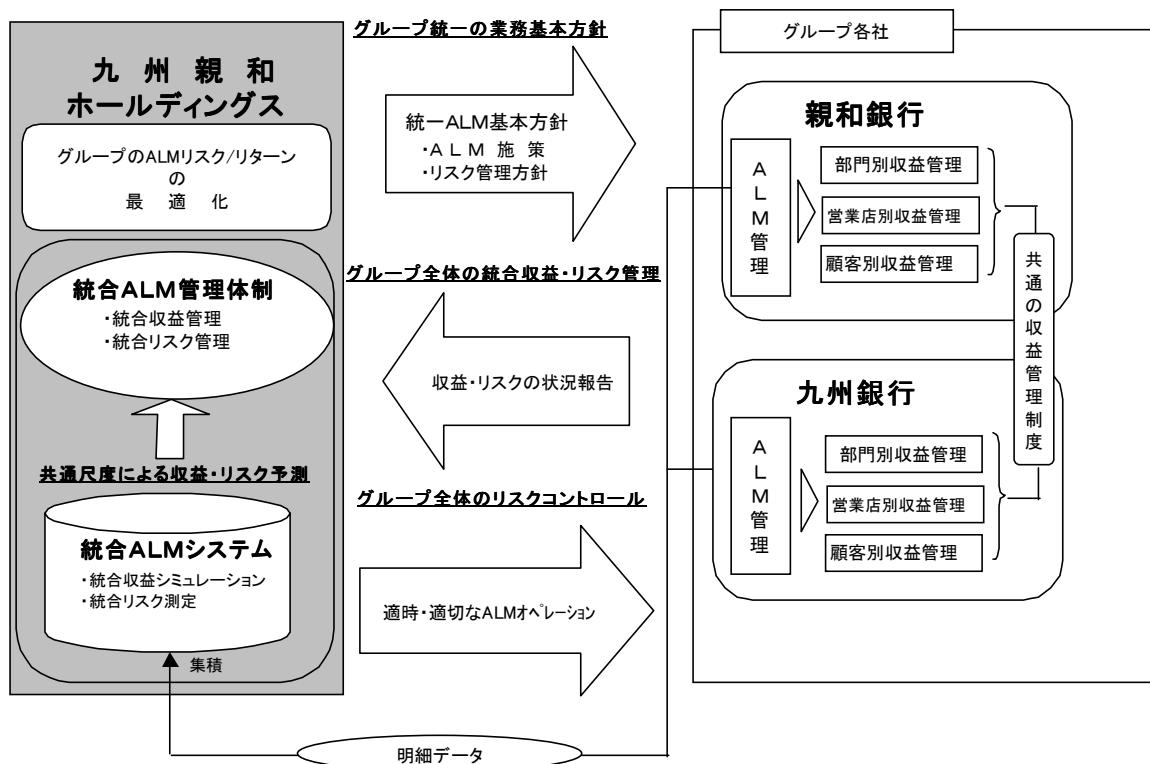 九州親和
ホールディングス
グループのALMリスク/リターン
の
最適化
統合ALM管理体制
・統合収益管理
・統合リスク管理
共通尺度による収益・リスク予測
統合ALMシステム
・統合収益シミュレーション
・統合リスク測定
集積
明細データ
グループ統一の業務基本方針
統一ALM基本方針
・ALM施策
・リスク管理方針
グループ全体の統合収益・リスク管理
収益・リスクの状況報告
グループ全体のリスクコントロール
適時・適切なALMオペレーション
グループ各社
親和銀行
ALM管理
部門別収益管理
営業店別収益管理
顧客別収益管理
九州銀行
ALM管理
部門別収益管理
営業店別収益管理
顧客別収益管理
共通の収益管理制度